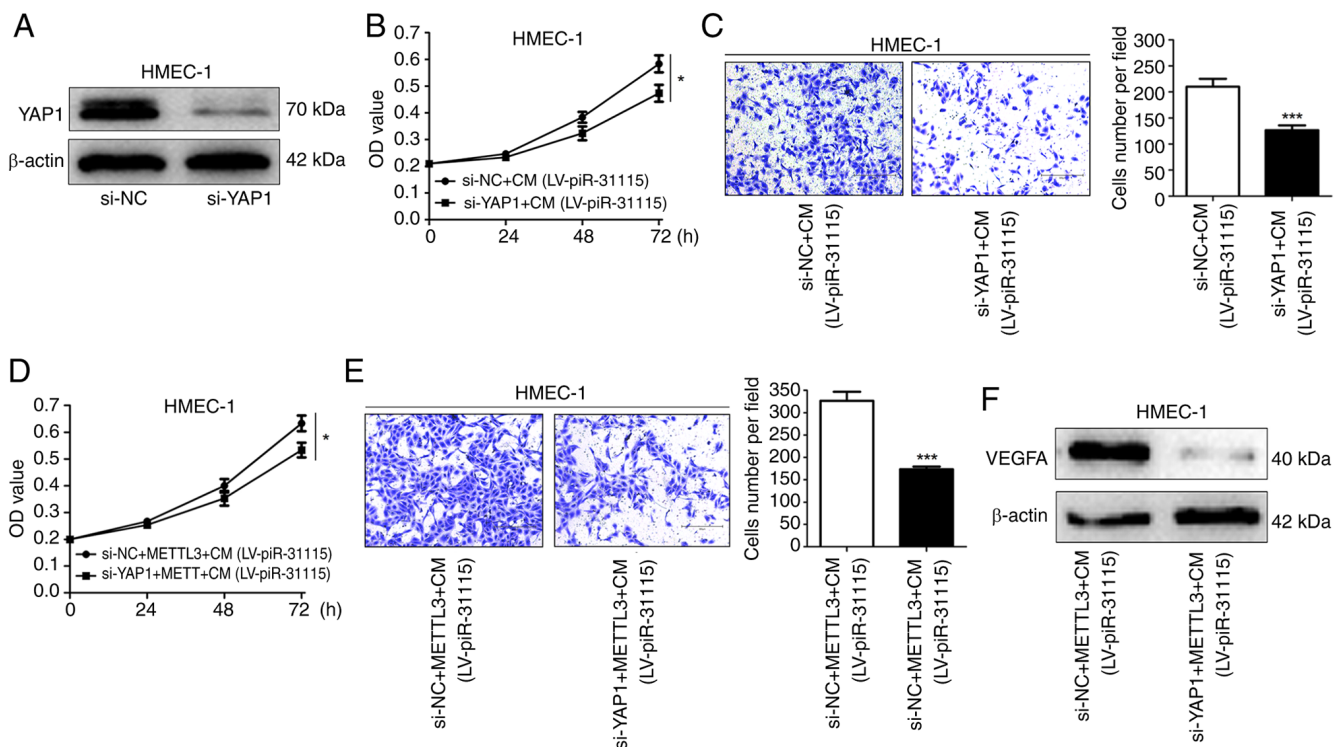 A
HMEC-1
YAP1
70 kDa
β-actin
42 kDa
si-NC
si-YAP1
B
HMEC-1
OD value
0.7
0.6
0.5
0.4
0.3
0.2
0.1
0.0
*
si-NC+CM (LV-piR-31115)
si-YAP1+CM (LV-piR-31115)
0 24 48 72 (h)
C
HMEC-1
si-NC+CM
(LV-piR-31115)
si-YAP1+CM
(LV-piR-31115)
Cells number per field
300
250
200
150
100
50
0
***
si-NC+CM
(LV-piR-31115)
si-YAP1+CM
(LV-piR-31115)
D
HMEC-1
OD value
0.7
0.6
0.5
0.4
0.3
0.2
0.1
0.0
*
si-NC+METTL3+CM (LV-piR-31115)
si-YAP1+METT+CM (LV-piR-31115)
0 24 48 72 (h)
E
HMEC-1
si-NC+METTL3+CM
(LV-piR-31115)
si-YAP1+METTL3+CM
(LV-piR-31115)
Cells number per field
350
300
250
200
150
100
50
0
***
si-NC+METTL3+CM
(LV-piR-31115)
si-NC+METTL3+CM
(LV-piR-31115)
F
HMEC-1
VEGFA
40 kDa
β-actin
42 kDa
si-NC+METTL3+CM
(LV-piR-31115)
si-YAP1+METTL3+CM
(LV-piR-31115)